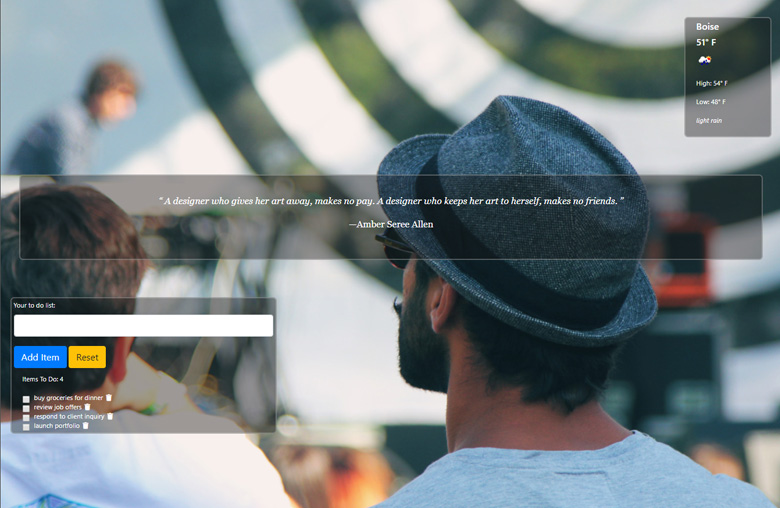 Boise
51° F
High: 54° F
Low: 48° F
light rain
“ A designer who gives her art away, makes no pay. A designer who keeps her art to herself, makes no friends. ”
—Amber Seree Allen
Your to do list:
Add Item Reset
Items To Do: 4
buy groceries for dinner
review job offers
respond to client inquiry
launch portfolio